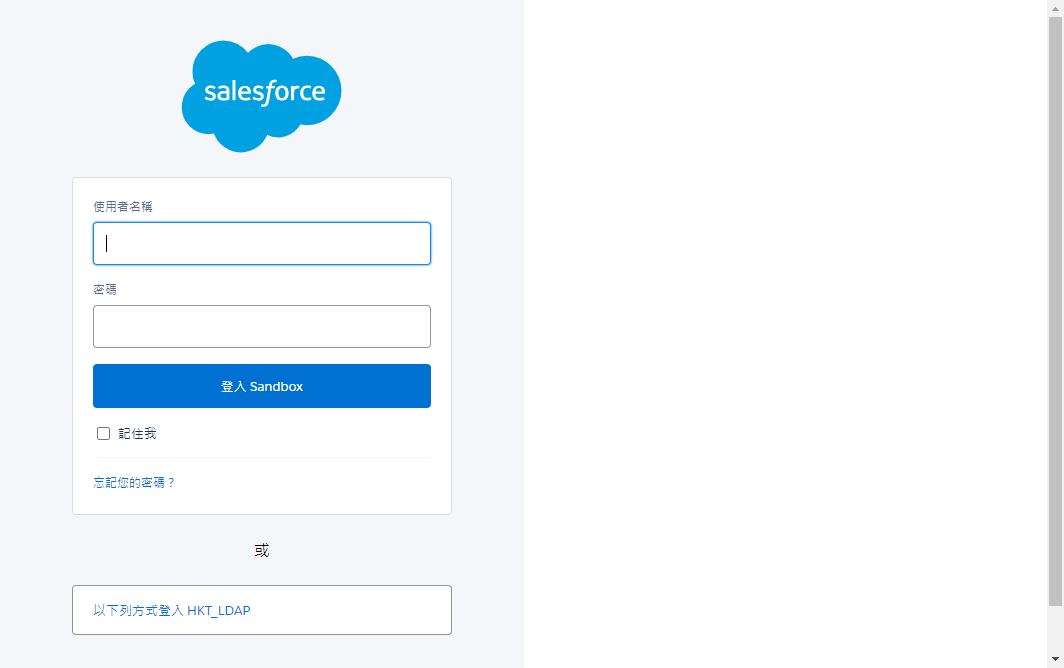 salesforce
使用者名稱
密碼
登入 Sandbox
記住我
忘記您的密碼？
或
以下列方式登入 HKT_LDAP